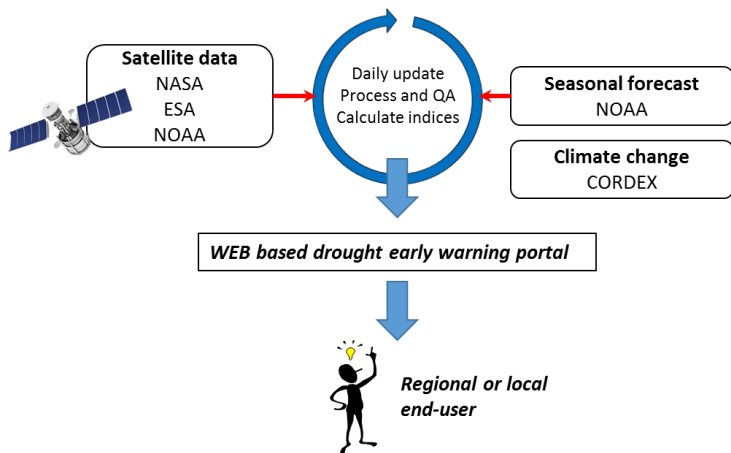 Satellite data
NASA
ESA
NOAA
Daily update
Process and QA
Calculate indices
Seasonal forecast
NOAA
Climate change
CORDEX
WEB based drought early warning portal
Regional or local
end-user